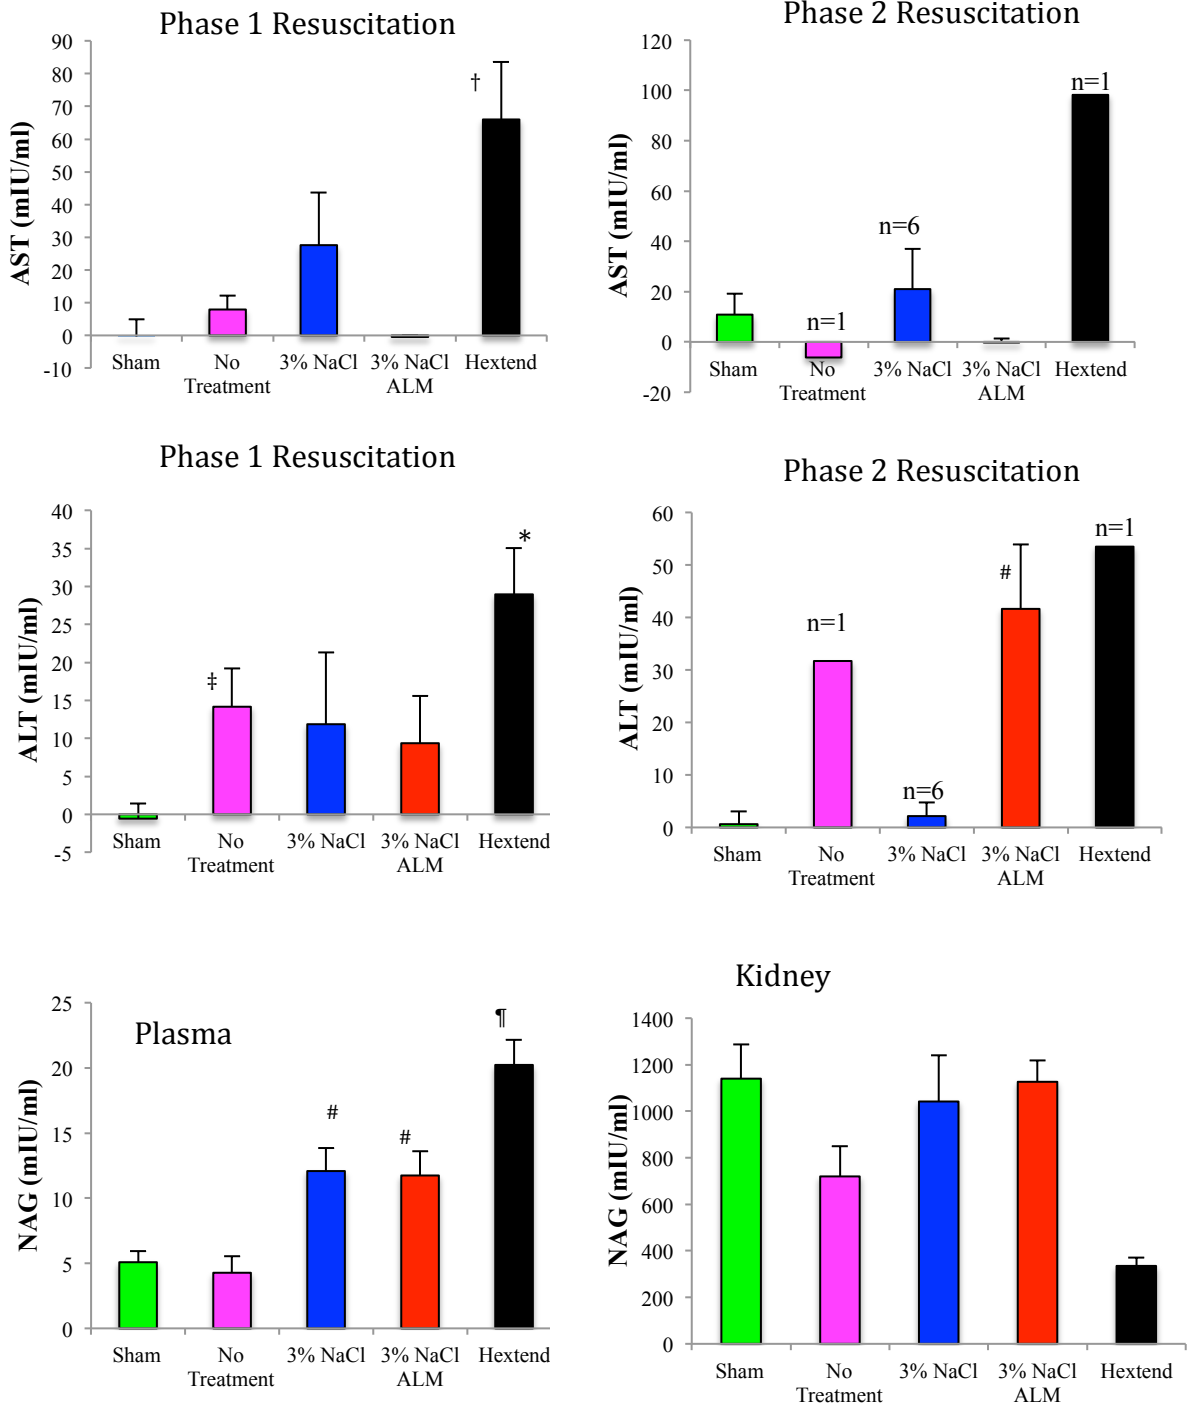 Phase 1 Resuscitation
AST (mIU/ml)
90
80
70
60
50
40
30
20
10
0
-10
†
Sham
No Treatment
3% NaCl
3% NaCl ALM
Hextend
Phase 2 Resuscitation
AST (mIU/ml)
120
100
80
60
40
20
0
-20
n=1
n=6
n=1
Sham
No Treatment
3% NaCl
3% NaCl ALM
Hextend
Phase 1 Resuscitation
ALT (mIU/ml)
40
35
30
25
20
15
10
5
0
-5
‡
*
Sham
No Treatment
3% NaCl
3% NaCl ALM
Hextend
Phase 2 Resuscitation
ALT (mIU/ml)
60
50
40
30
20
10
0
n=1
n=6
#
n=1
Sham
No Treatment
3% NaCl
3% NaCl ALM
Hextend
Plasma
NAG (mIU/ml)
25
20
15
10
5
0
#
#
¶
Sham
No Treatment
3% NaCl
3% NaCl ALM
Hextend
Kidney
NAG (mIU/ml)
1400
1200
1000
800
600
400
200
0
Sham
No Treatment
3% NaCl
3% NaCl ALM
Hextend